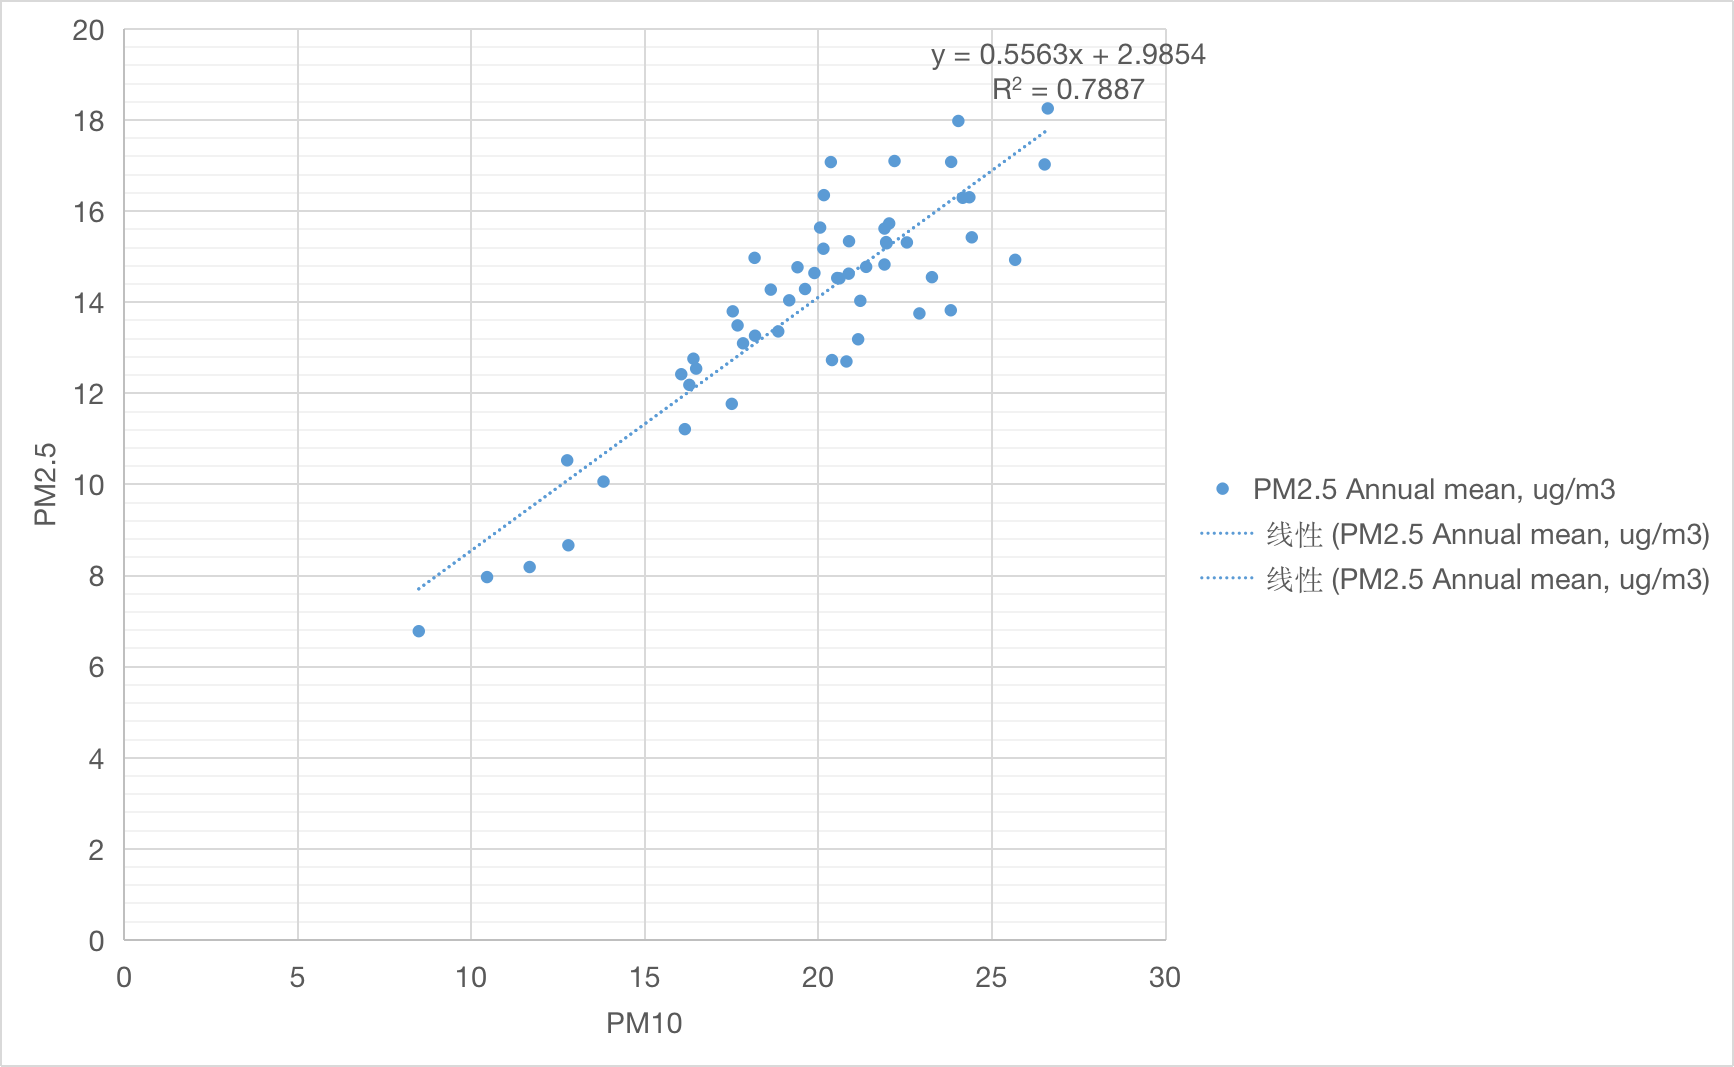 y = 0.5563x + 2.9854
R² = 0.7887
20
18
16
14
12
10
8
6
4
2
0
PM2.5
0 5 10 15 20 25 30
PM10
PM2.5 Annual mean, ug/m3
线性 (PM2.5 Annual mean, ug/m3)
线性 (PM2.5 Annual mean, ug/m3)